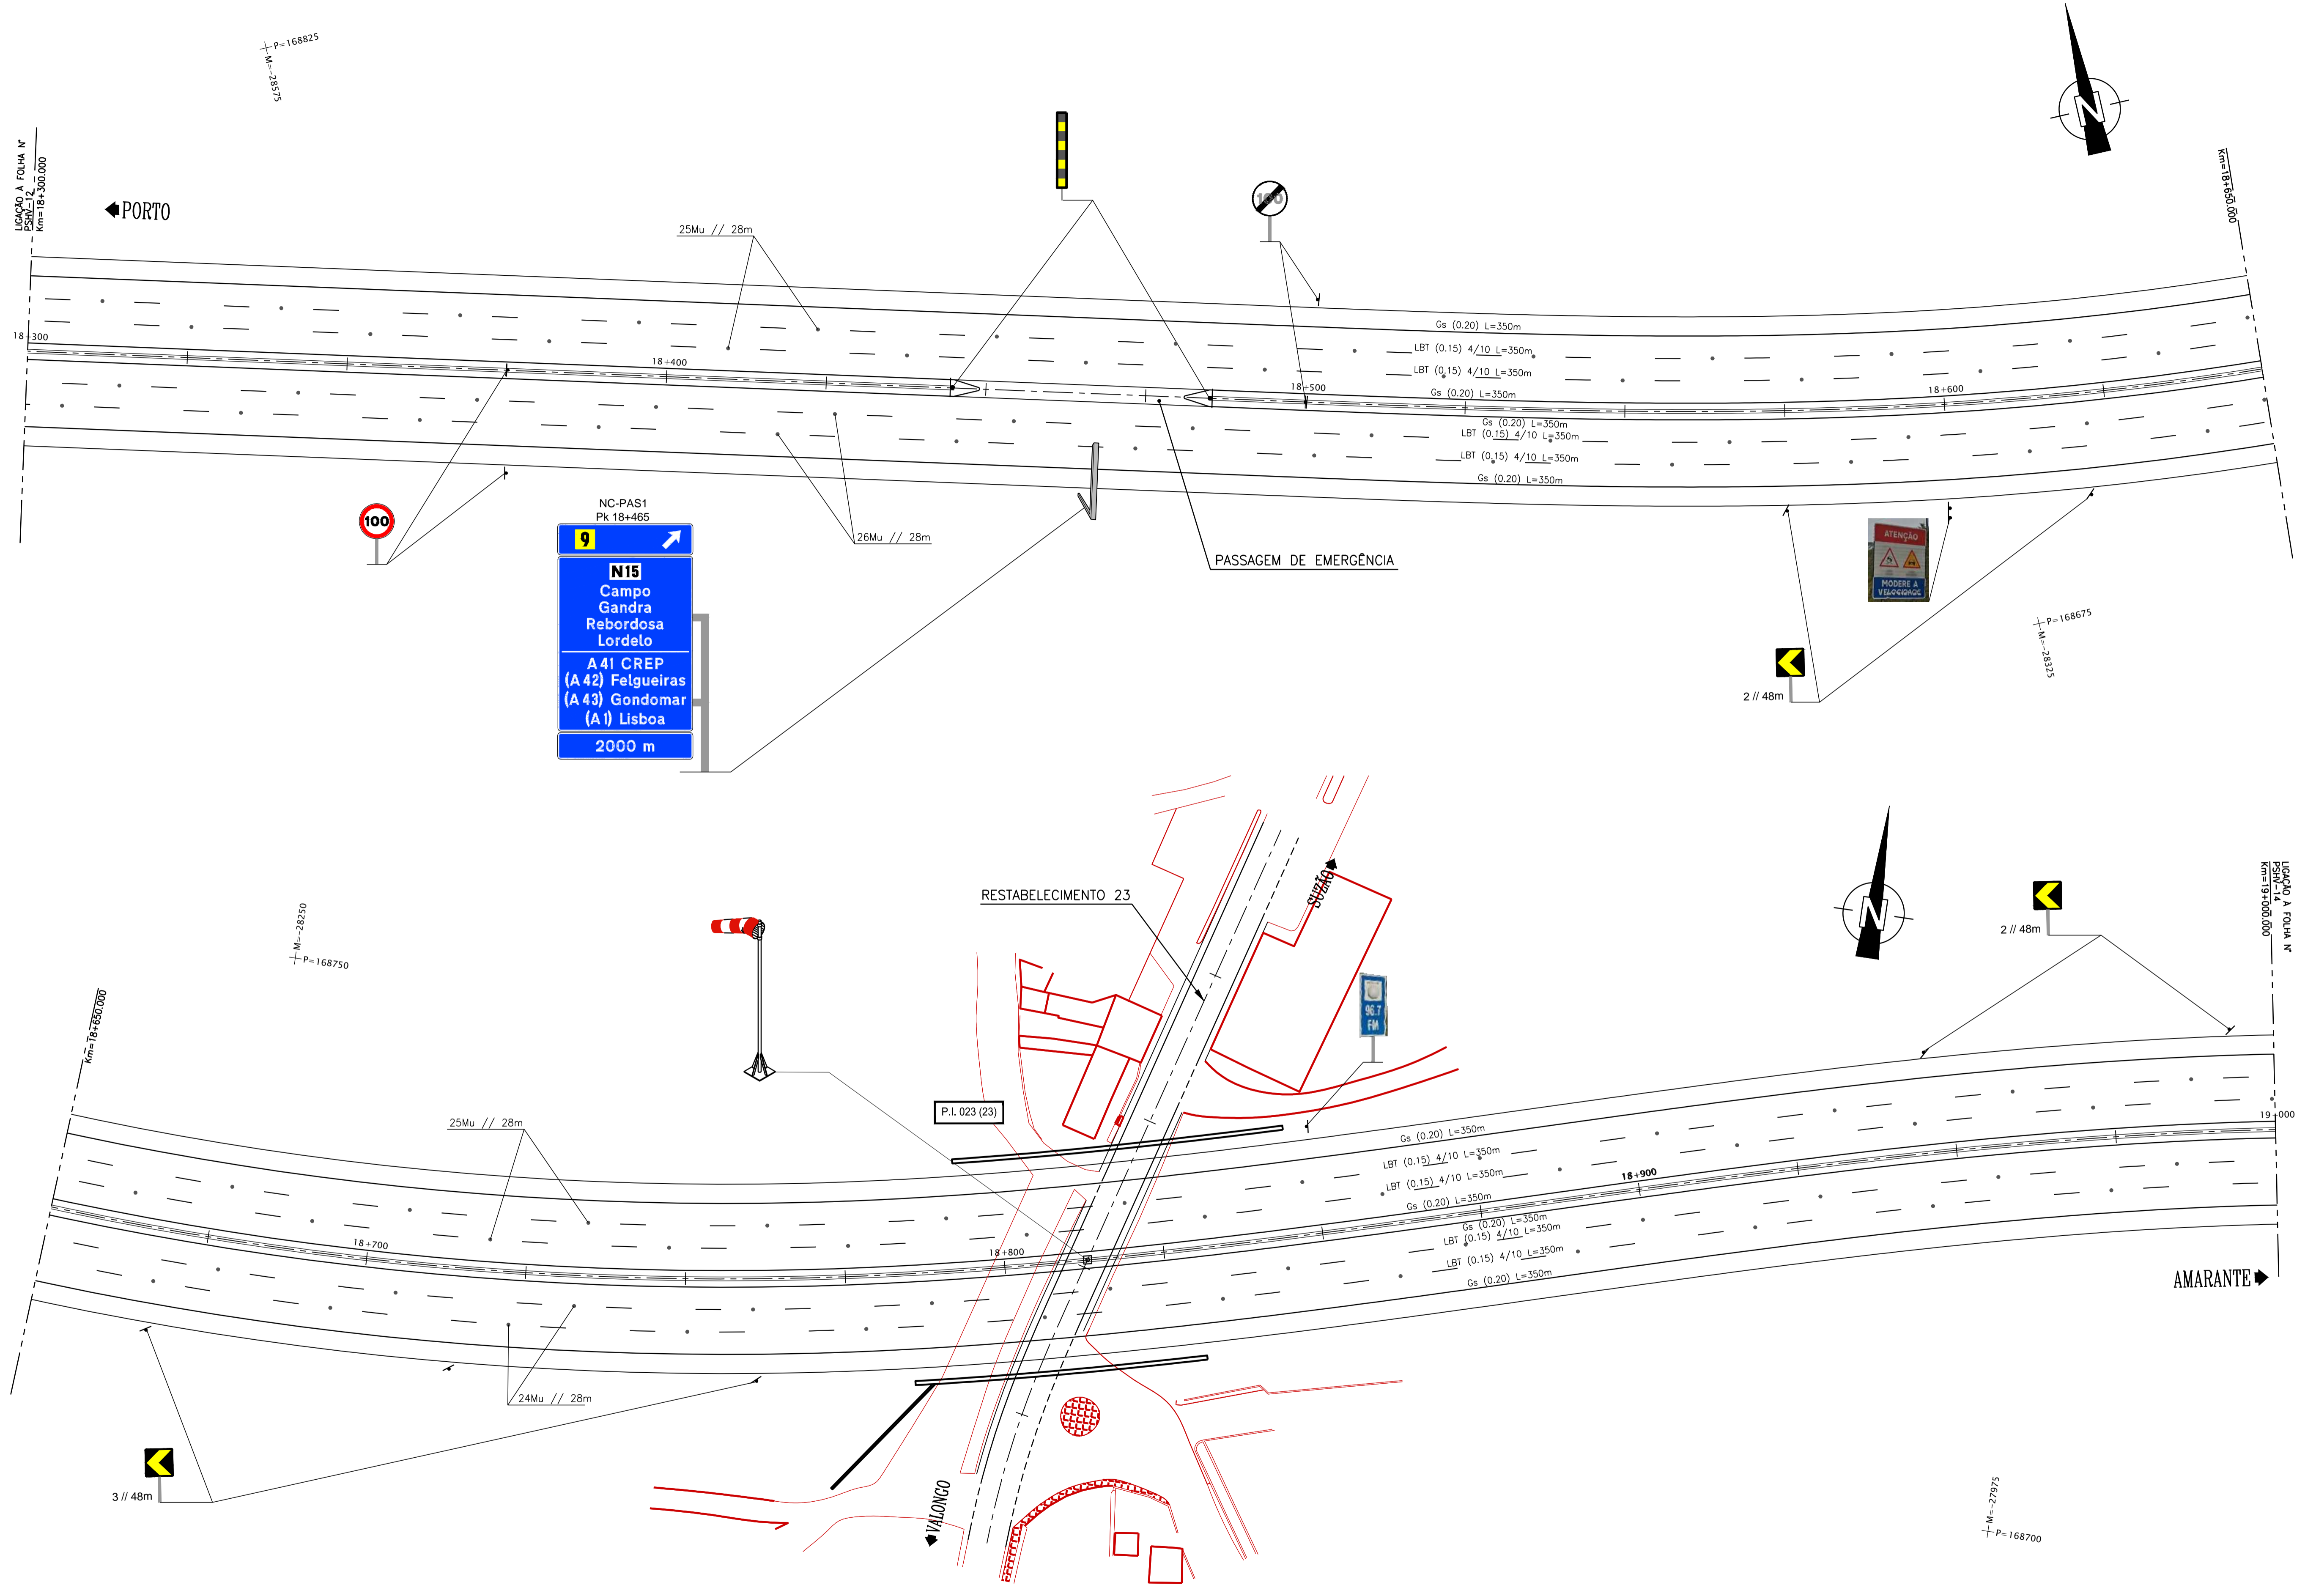 P=168825
M=-28575
LIGAÇÃO À FOLHA Nº
PSHV-12
Km=18+300.000
PORTO
100
N
Km=18+650.000
25Mu // 28m
18+300
18+400
18+500
18+600
Gs (0.20) L=350m
LBT (0.15) 4/10 L=350m
LBT (0.15) 4/10 L=350m
Gs (0.20) L=350m
Gs (0.20) L=350m
LBT (0.15) 4/10 L=350m
LBT (0.15) 4/10 L=350m
Gs (0.20) L=350m
100
NC-PAS1
Pk 18+465
9
N15
Campo
Gandra
Rebordosa
Lordelo
A41 CREP
(A42) Felgueiras
(A43) Gondomar
(A1) Lisboa
2000 m
26Mu // 28m
PASSAGEM DE EMERGÊNCIA
ATENÇÃO
MODERE A
VELOCIDADE
P=168675
M=-28325
2 // 48m
RESTABELECIMENTO 23
SUZÃO
96.7
FM
N
2 // 48m
LIGAÇÃO À FOLHA Nº
PSHV-14
Km=19+000.000
M=-28250
P=168750
Km=18+650.000
P.I. 023 (23)
25Mu // 28m
18+700
18+800
18+900
19+000
Gs (0.20) L=350m
LBT (0.15) 4/10 L=350m
LBT (0.15) 4/10 L=350m
Gs (0.20) L=350m
Gs (0.20) L=350m
LBT (0.15) 4/10 L=350m
LBT (0.15) 4/10 L=350m
Gs (0.20) L=350m
AMARANTE
24Mu // 28m
3 // 48m
VALONGO
M=-27975
P=168700